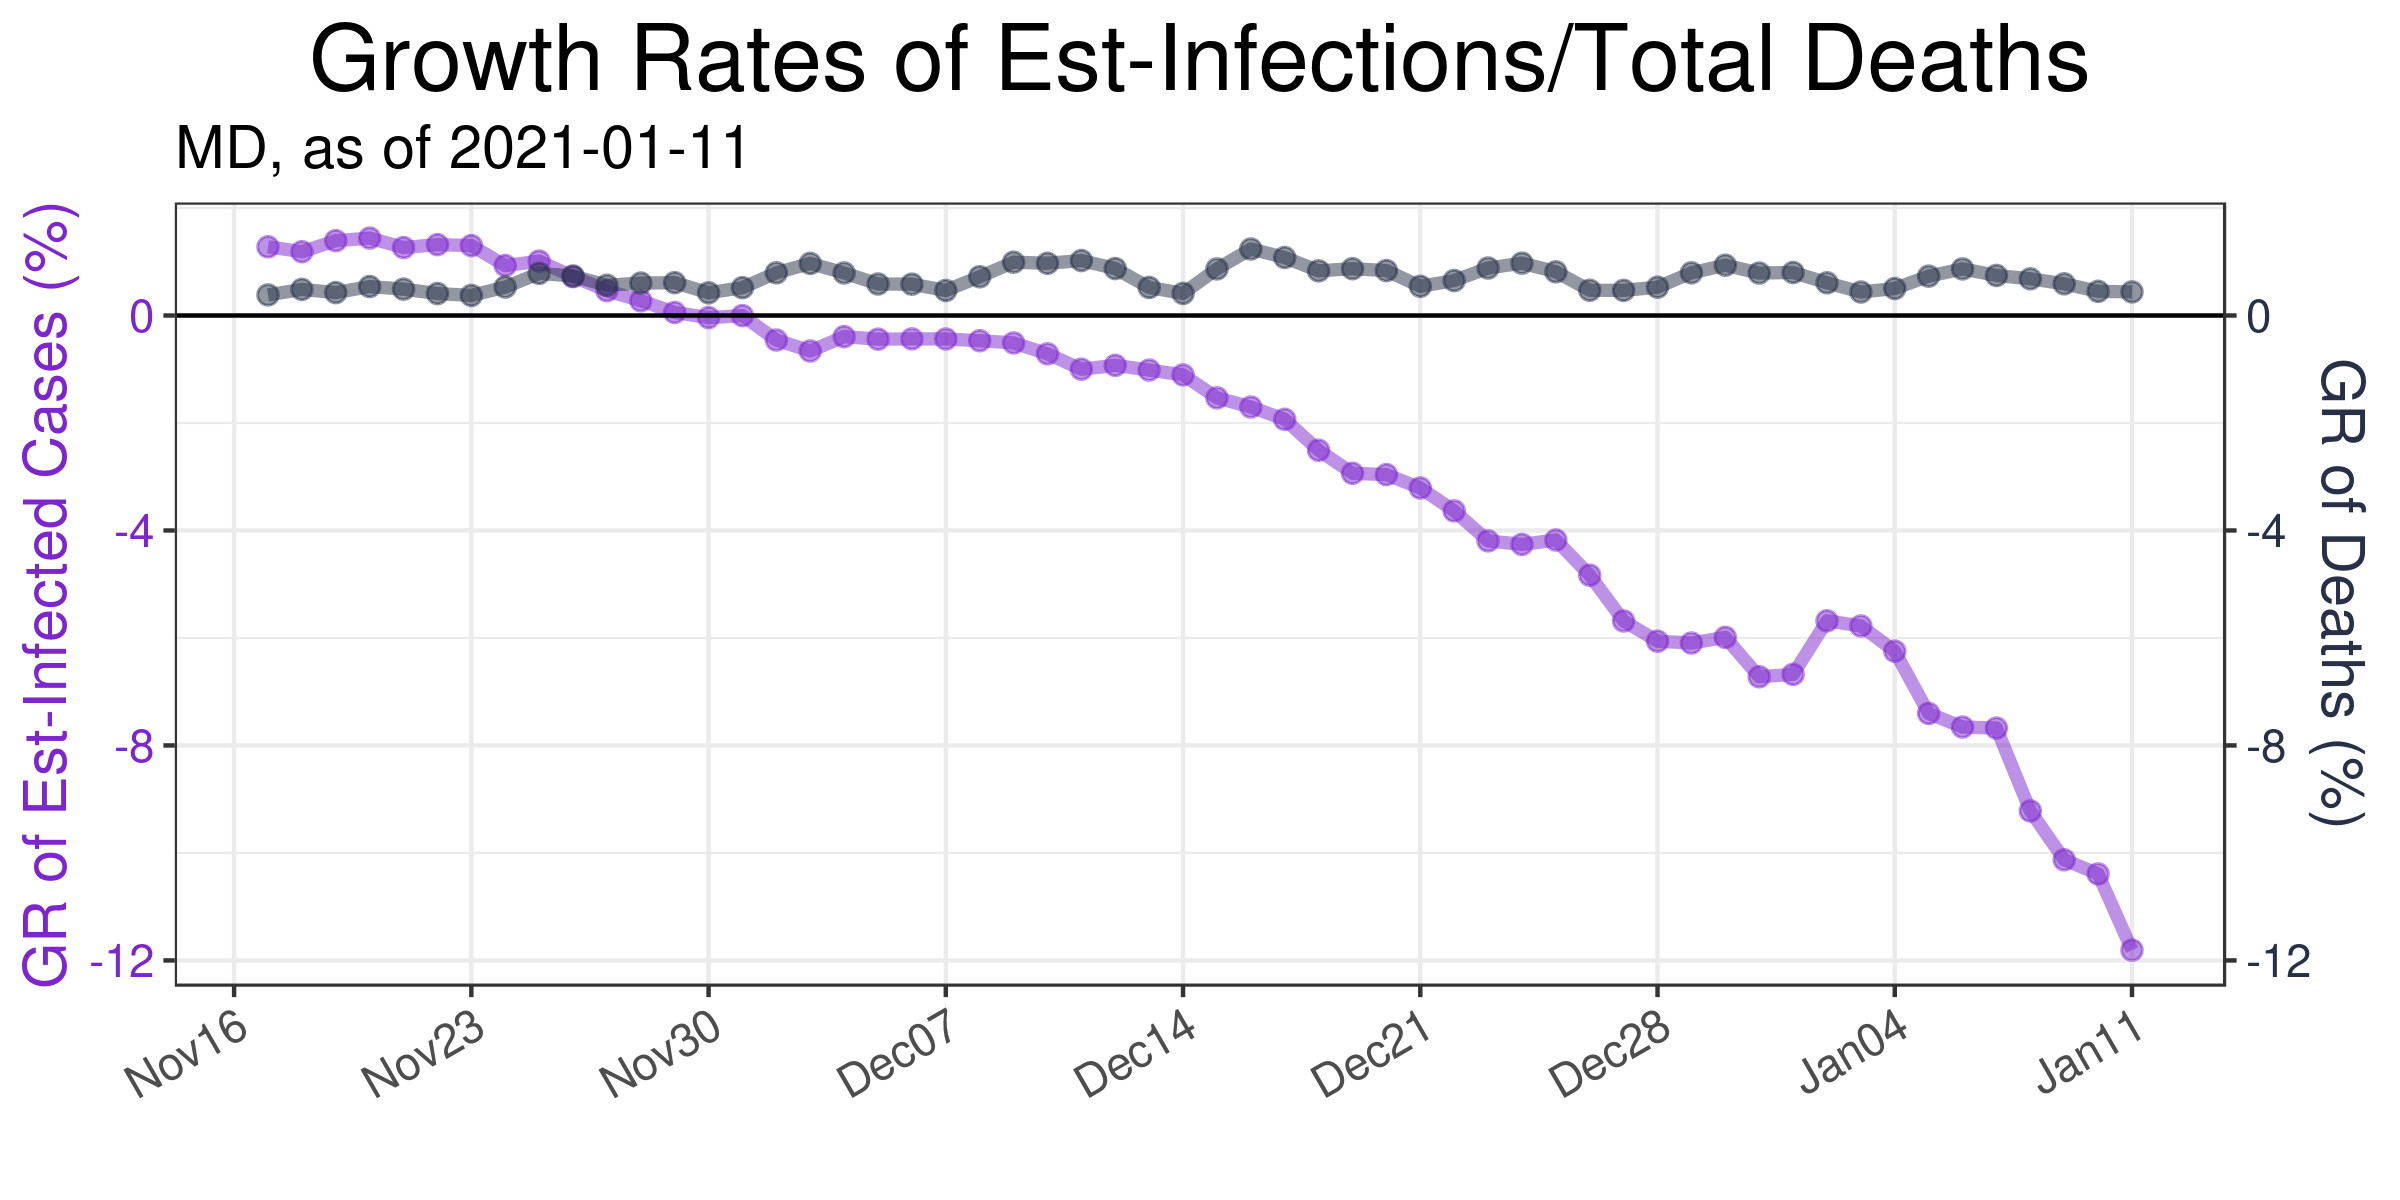 Growth Rates of Est-Infections/Total Deaths
MD, as of 2021-01-11
GR of Est-Infected Cases (%)
0
-4
-8
-12
0
-4
-8
-12
GR of Deaths (%)
Nov16
Nov23
Nov30
Dec07
Dec14
Dec21
Dec28
Jan04
Jan11